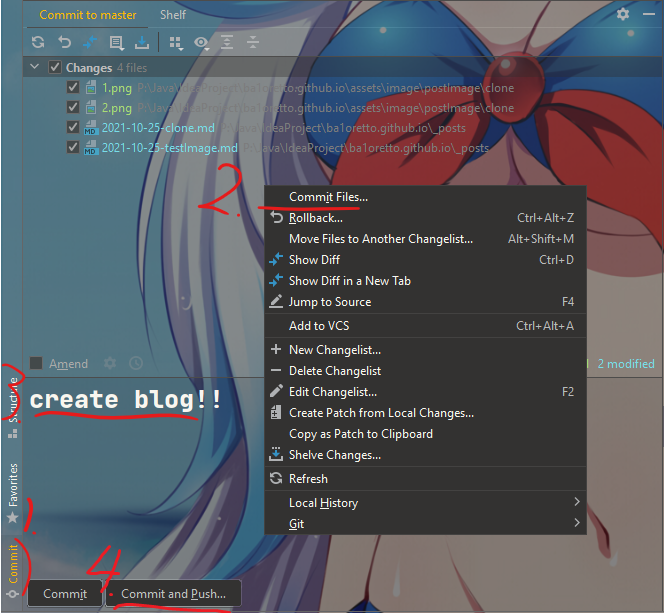 Commit to master Shelf
Changes 4 files
1.png P:\Java\IdeaProject\ba1oretto.github.io\assets\image\postImage\clone
2.png P:\Java\IdeaProject\ba1oretto.github.io\assets\image\postImage\clone
2021-10-25-clone.md P:\Java\IdeaProject\ba1oretto.github.io\_posts
2021-10-25-testImage.md P:\Java\IdeaProject\ba1oretto.github.io\_posts
2.
Commit Files...
Rollback... Ctrl+Alt+Z
Move Files to Another Changelist... Alt+Shift+M
Show Diff Ctrl+D
Show Diff in a New Tab
Jump to Source F4
Add to VCS Ctrl+Alt+A
New Changelist...
Delete Changelist
Edit Changelist... F2
Create Patch from Local Changes...
Copy as Patch to Clipboard
Shelve Changes...
Refresh
Local History
Git
Amend
2 modified
3.
create blog!!
Structure
Favorites
1.
Commit
4.
Commit Commit and Push...